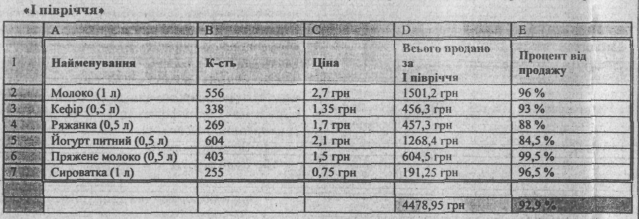 «I півріччя»
A B C D E
1 Найменування К-сть Ціна Всього продано за I півріччя Процент від продажу
2 Молоко (1 л) 556 2,7 грн 1501,2 грн 96 %
3 Кефір (0,5 л) 338 1,35 грн 456,3 грн 93 %
4 Ряжанка (0,5 л) 269 1,7 грн 457,3 грн 88 %
5 Йогурт питний (0,5 л) 604 2,1 грн 1268,4 грн 84,5 %
6 Пряжене молоко (0,5 л) 403 1,5 грн 604,5 грн 99,5 %
7 Сироватка (1 л) 255 0,75 грн 191,25 грн 96,5 %
4478,95 грн 92,9 %